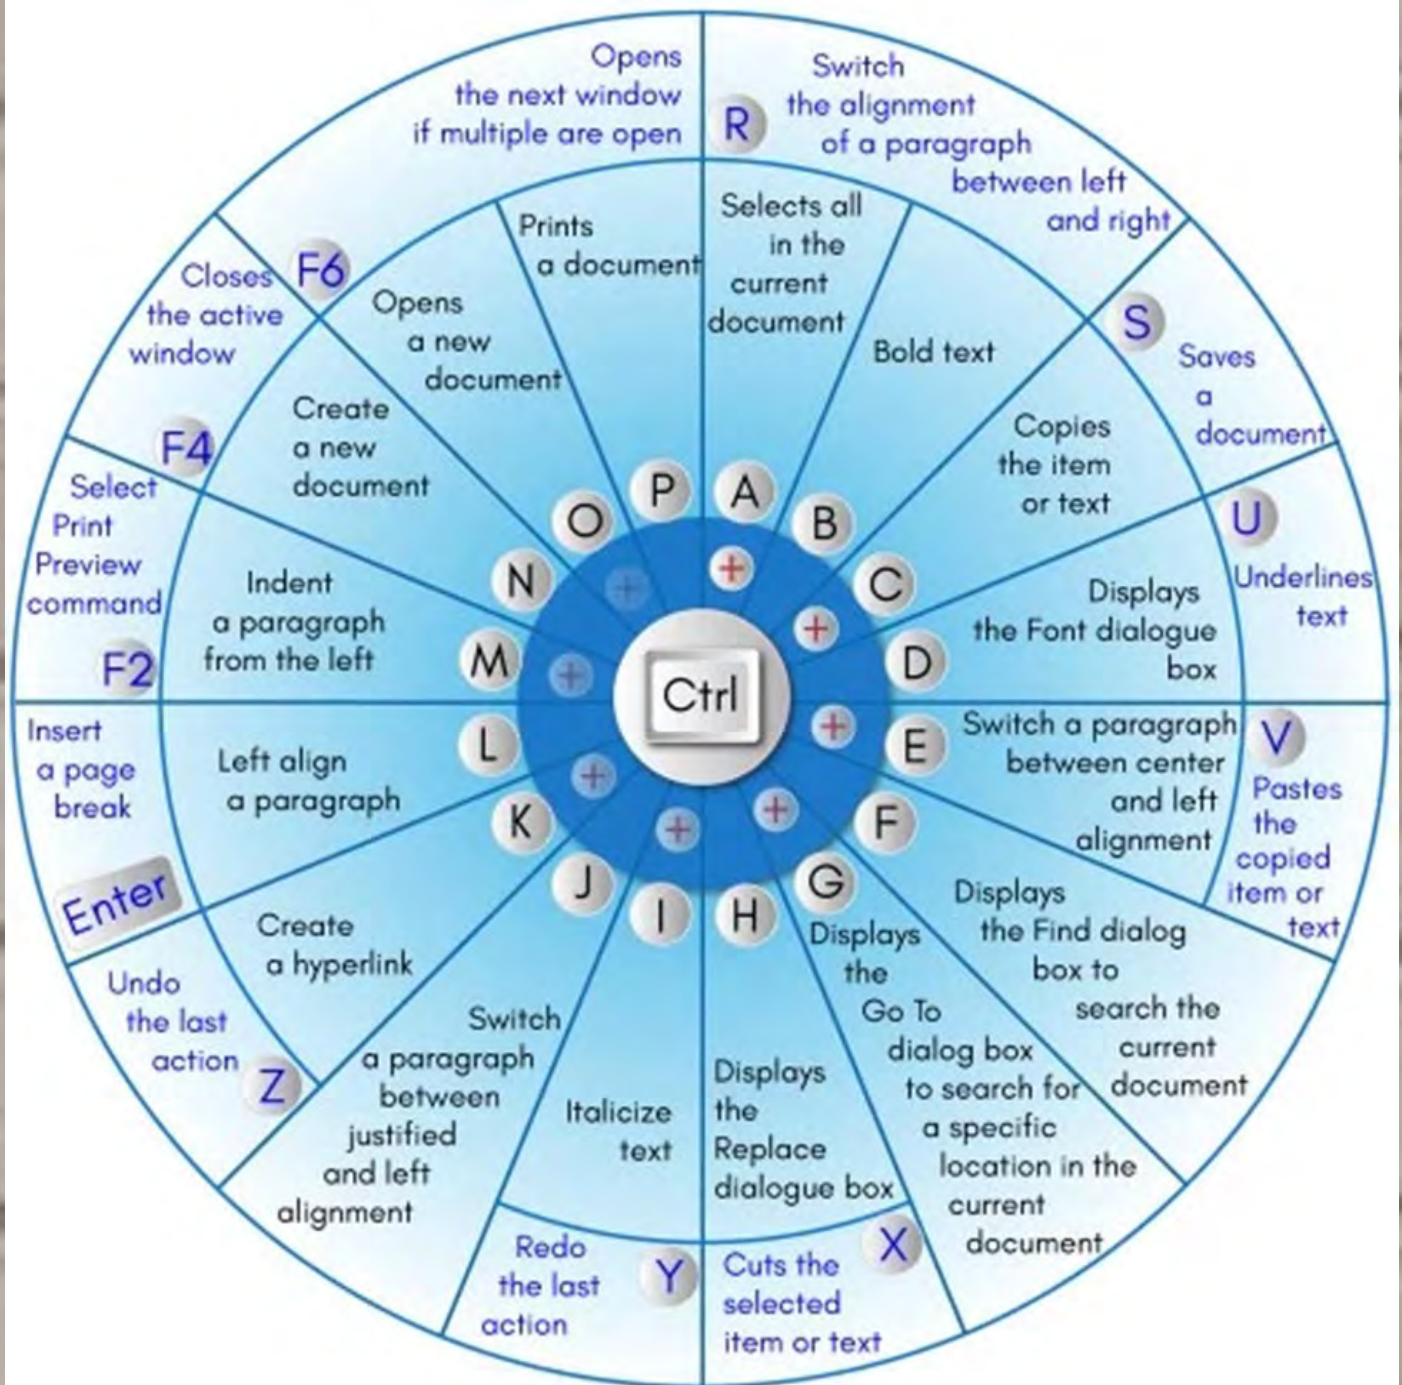 Ctrl
A
Selects all
in the
current
document
B
Bold text
C
Copies
the item
or text
D
Displays
the Font dialogue
box
E
Switch a paragraph
between center
and left
alignment
F
Displays
the Find dialog
box to
search the
current
document
G
Displays
the
Go To
dialog box
to search for
a specific
location in the
current
document
H
Displays
the
Replace
dialogue box
I
Italicize
text
J
Switch
a paragraph
between
justified
and left
alignment
K
Create
a hyperlink
L
Left align
a paragraph
M
Indent
a paragraph
from the left
N
Create
a new
document
O
Opens
a new
document
P
Prints
a document
R
Switch
the alignment
of a paragraph
between left
and right
S
Saves
a
document
U
Underlines
text
V
Pastes
the
copied
item or
text
X
Cuts the
selected
item or text
Y
Redo
the last
action
Z
Undo
the last
action
Enter
Insert
a page
break
F2
Select
Print
Preview
command
F4
Closes
the active
window
F6
Opens
the next window
if multiple are open
+
+
+
+
+
+
+
+